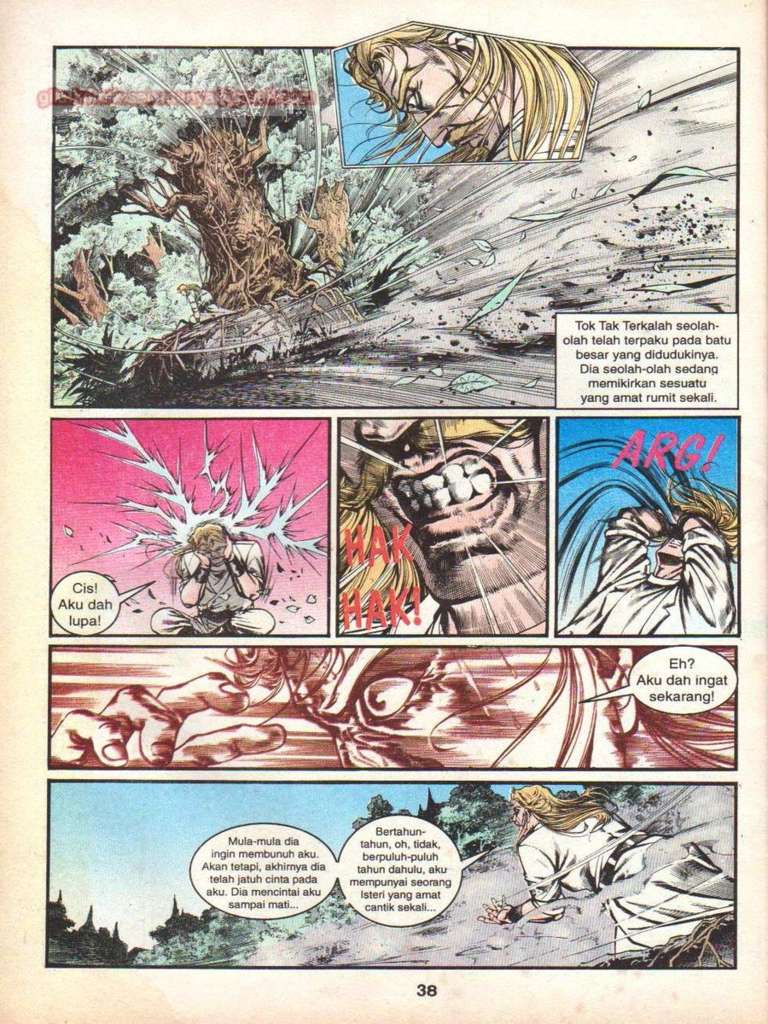 Tok Tak Terkalah seolah-
olah telah terpaku pada batu
besar yang didudukinya.
Dia seolah-olah sedang
memikirkan sesuatu
yang amat rumit sekali.
Cis!
Aku dah
lupa!
HAK
HAK!
ARG!
Eh?
Aku dah ingat
sekarang!
Bertahun-
tahun, oh, tidak,
berpuluh-puluh
tahun dahulu, aku
mempunyai seorang
Isteri yang amat
cantik sekali...
Mula-mula dia
ingin membunuh aku.
Akan tetapi, akhirnya dia
telah jatuh cinta pada
aku. Dia mencintai aku
sampai mati...
38